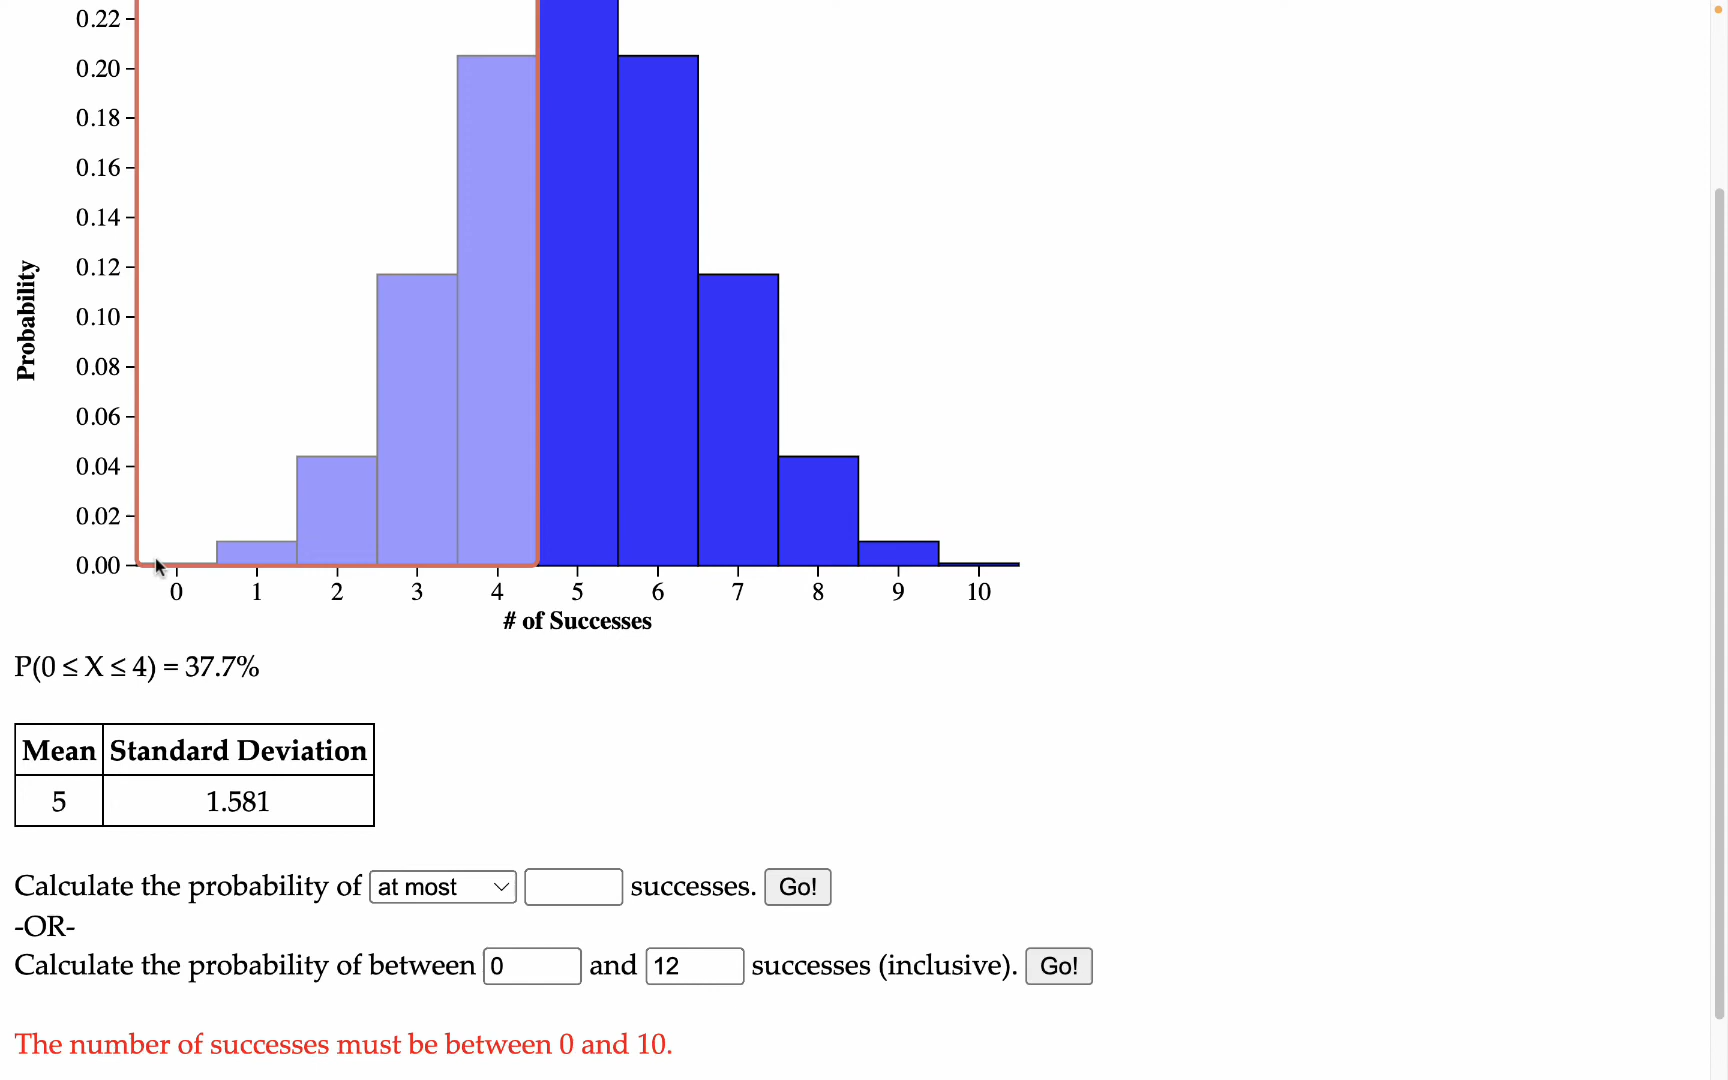 0.22
0.20
0.18
0.16
0.14
0.12
0.10
0.08
0.06
0.04
0.02
0.00
Probability
0 1 2 3 4 5 6 7 8 9 10
# of Successes
P(0 ≤ X ≤ 4) = 37.7%
Mean Standard Deviation
5 1.581
Calculate the probability of at most successes. Go!
-OR-
Calculate the probability of between 0 and 12 successes (inclusive). Go!
The number of successes must be between 0 and 10.